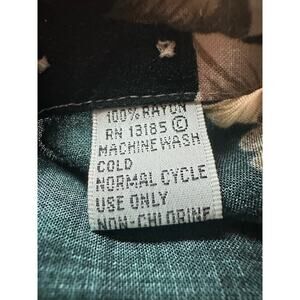 100% RAYON
RN 13185 ©
MACHINE WASH
COLD
NORMAL CYCLE
USE ONLY
NON-CHLORINE